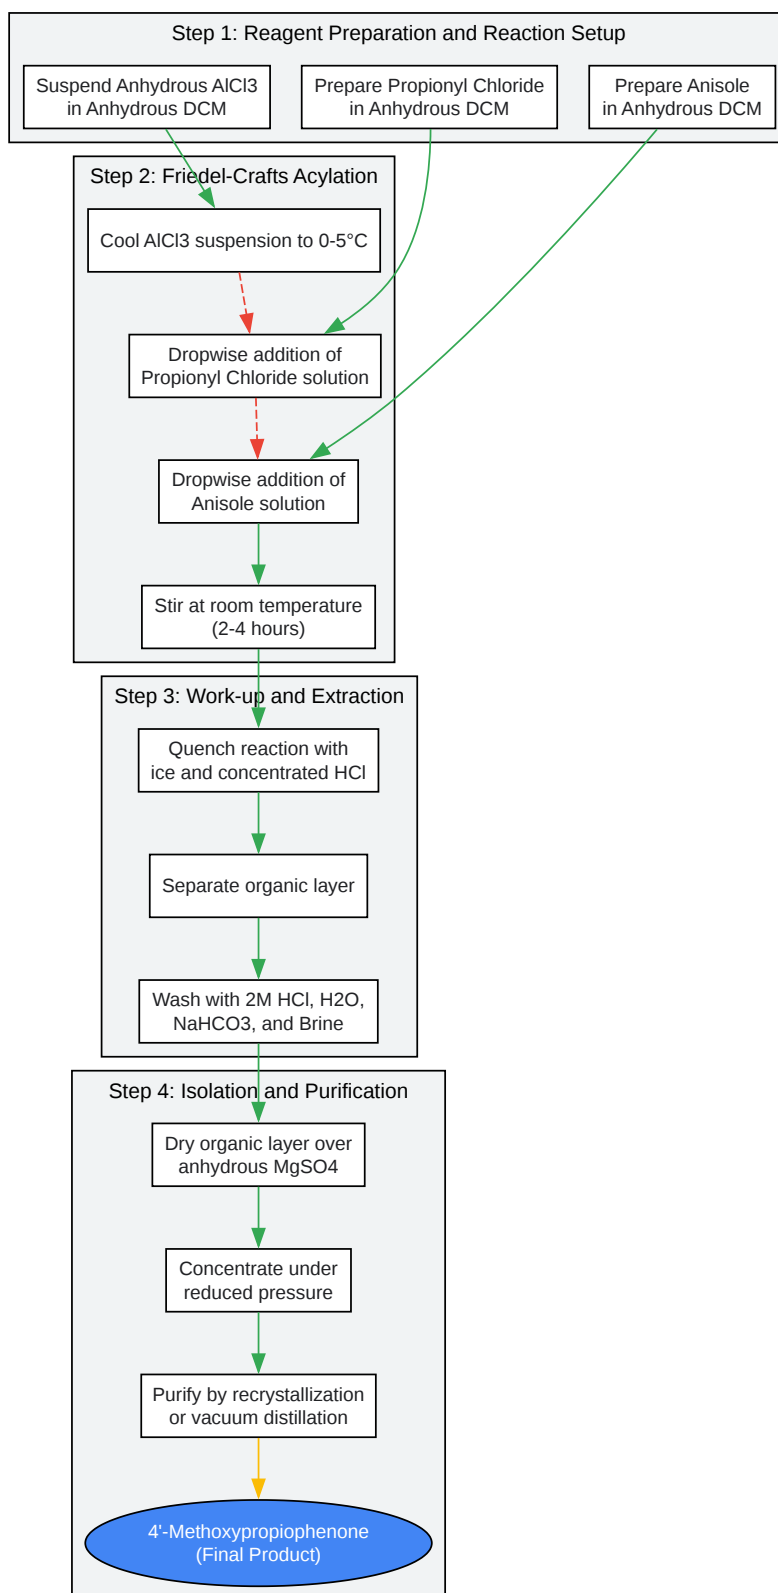 Step 1: Reagent Preparation and Reaction Setup
Suspend Anhydrous AlCl3
in Anhydrous DCM
Prepare Propionyl Chloride
in Anhydrous DCM
Prepare Anisole
in Anhydrous DCM
Step 2: Friedel-Crafts Acylation
Cool AlCl3 suspension to 0-5°C
Dropwise addition of
Propionyl Chloride solution
Dropwise addition of
Anisole solution
Stir at room temperature
(2-4 hours)
Step 3: Work-up and Extraction
Quench reaction with
ice and concentrated HCl
Separate organic layer
Wash with 2M HCl, H2O,
NaHCO3, and Brine
Step 4: Isolation and Purification
Dry organic layer over
anhydrous MgSO4
Concentrate under
reduced pressure
Purify by recrystallization
or vacuum distillation
4'-Methoxypropiophenone
(Final Product)